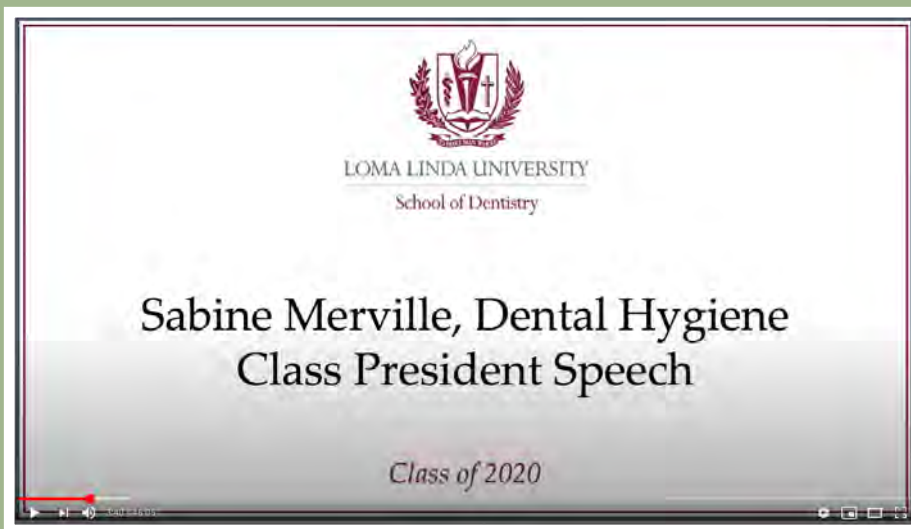 LOMA LINDA UNIVERSITY
School of Dentistry
Sabine Merville, Dental Hygiene
Class President Speech
Class of 2020